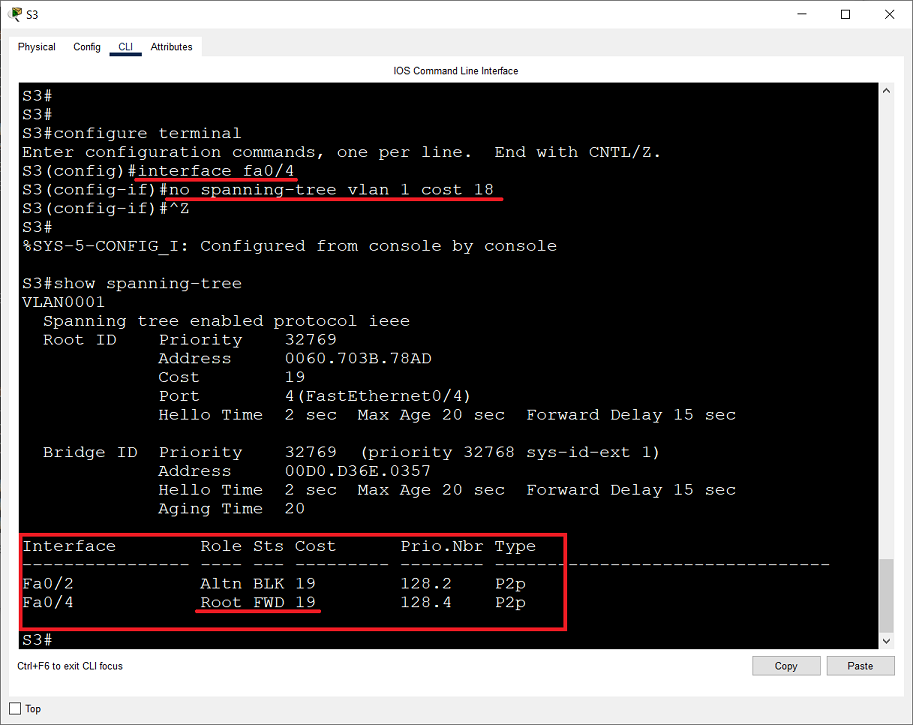 S3
Physical Config CLI Attributes
IOS Command Line Interface
S3#
S3#
S3#configure terminal
Enter configuration commands, one per line.  End with CNTL/Z.
S3(config)#interface fa0/4
S3(config-if)#no spanning-tree vlan 1 cost 18
S3(config-if)#^Z
S3#
%SYS-5-CONFIG_I: Configured from console by console

S3#show spanning-tree
VLAN0001
  Spanning tree enabled protocol ieee
  Root ID    Priority    32769
             Address     0060.703B.78AD
             Cost        19
             Port        4(FastEthernet0/4)
             Hello Time  2 sec  Max Age 20 sec  Forward Delay 15 sec

  Bridge ID  Priority    32769  (priority 32768 sys-id-ext 1)
             Address     00D0.D36E.0357
             Hello Time  2 sec  Max Age 20 sec  Forward Delay 15 sec
             Aging Time  20

Interface        Role Sts Cost      Prio.Nbr Type
---------------- ---- --- --------- -------- --------------------------------
Fa0/2            Altn BLK 19        128.2    P2p
Fa0/4            Root FWD 19        128.4    P2p

S3#
Ctrl+F6 to exit CLI focus
Copy Paste
Top